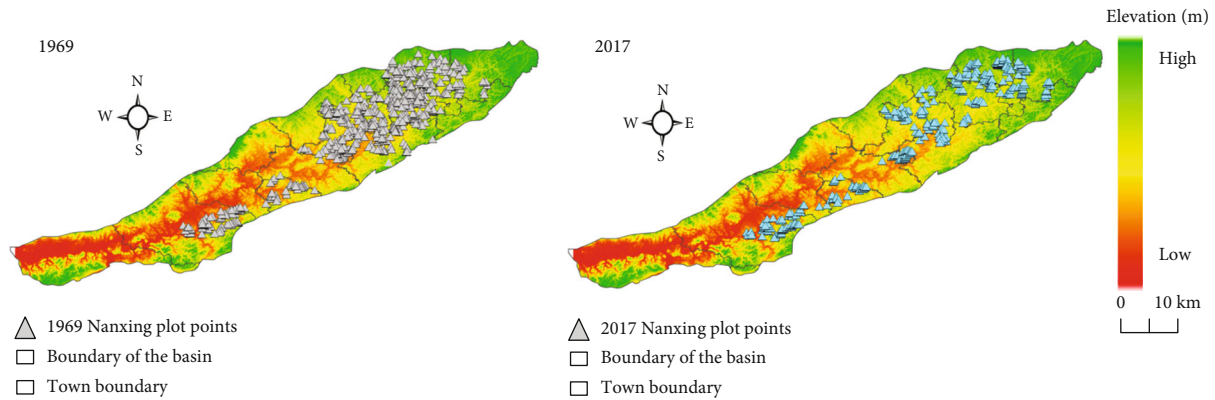 1969
N
W E
S
1969 Nanxing plot points
Boundary of the basin
Town boundary
2017
N
W E
S
2017 Nanxing plot points
Boundary of the basin
Town boundary
Elevation (m)
High
Low
0 10 km